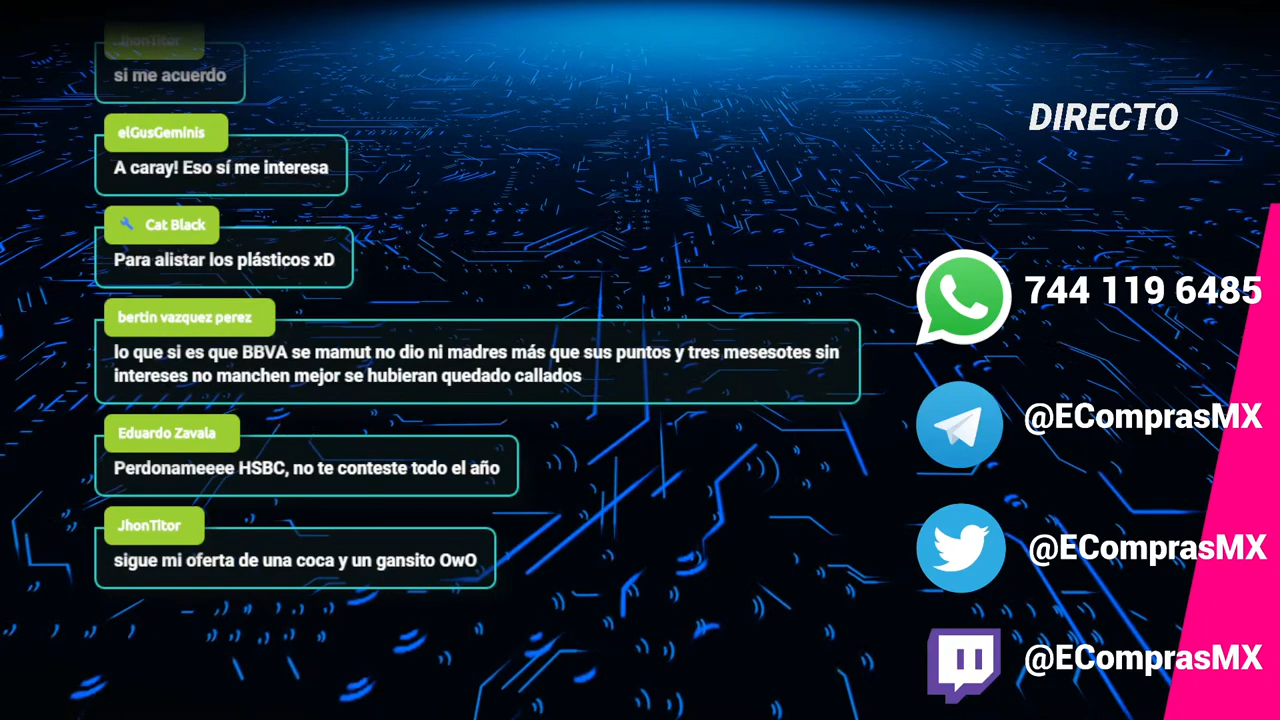 JhonTitor
si me acuerdo
elGusGeminis
A caray! Eso sí me interesa
Cat Black
Para alistar los plásticos xD
bertin vazquez perez
lo que si es que BBVA se mamut no dio ni madres más que sus puntos y tres mesesotes sin
intereses no manchen mejor se hubieran quedado callados
Eduardo Zavala
Perdonameeee HSBC, no te conteste todo el año
JhonTitor
sigue mi oferta de una coca y un gansito OwO
DIRECTO
744 119 6485
@EComprasMX
@EComprasMX
@EComprasMX